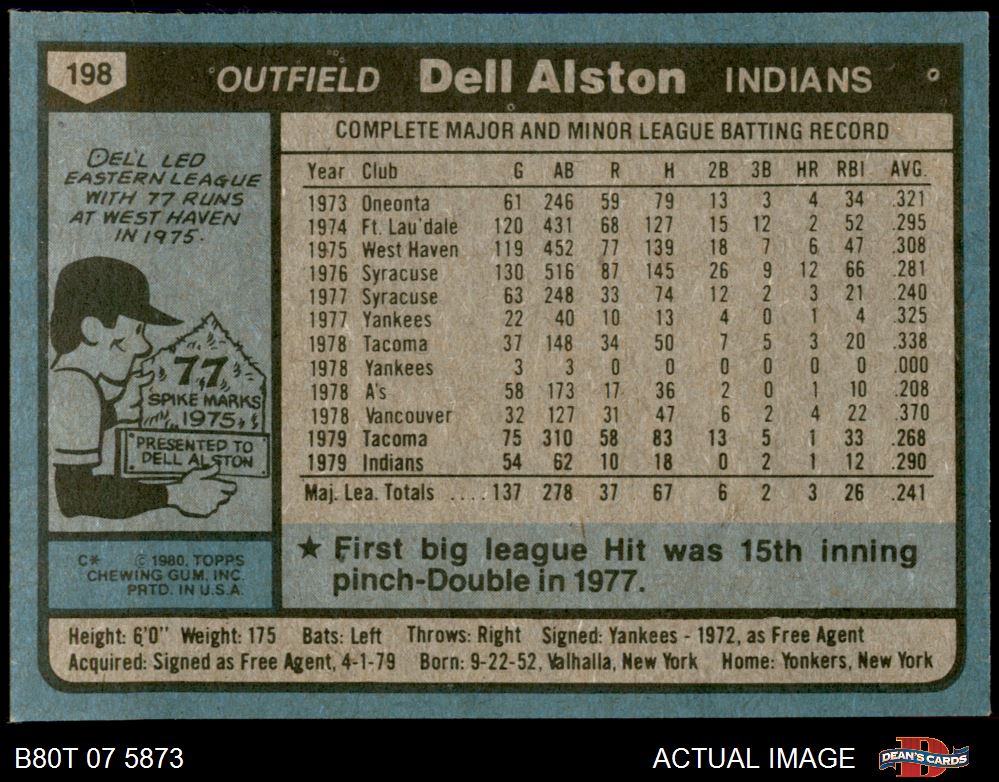 198 OUTFIELD Dell Alston INDIANS
DELL LED
EASTERN LEAGUE
WITH 77 RUNS
AT WEST HAVEN
IN 1975.
77
SPIKE MARKS
1975
PRESENTED TO
DELL ALSTON
C* © 1980, TOPPS
CHEWING GUM, INC.
PRTD. IN U.S.A.
COMPLETE MAJOR AND MINOR LEAGUE BATTING RECORD
Year Club G AB R H 2B 3B HR RBI AVG.
1973 Oneonta 61 246 59 79 13 3 4 34 .321
1974 Ft. Lau'dale 120 431 68 127 15 12 2 52 .295
1975 West Haven 119 452 77 139 18 7 6 47 .308
1976 Syracuse 130 516 87 145 26 9 12 66 .281
1977 Syracuse 63 248 33 74 12 2 3 21 .240
1977 Yankees 22 40 10 13 4 0 1 4 .325
1978 Tacoma 37 148 34 50 7 5 3 20 .338
1978 Yankees 3 3 0 0 0 0 0 0 .000
1978 A's 58 173 17 36 2 0 1 10 .208
1978 Vancouver 32 127 31 47 6 2 4 22 .370
1979 Tacoma 75 310 58 83 13 5 1 33 .268
1979 Indians 54 62 10 18 0 2 1 12 .290
Maj. Lea. Totals ....137 278 37 67 6 2 3 26 .241
★ First big league Hit was 15th inning
pinch-Double in 1977.
Height: 6'0" Weight: 175 Bats: Left Throws: Right Signed: Yankees - 1972, as Free Agent
Acquired: Signed as Free Agent, 4-1-79 Born: 9-22-52, Valhalla, New York Home: Yonkers, New York
B80T 07 5873 ACTUAL IMAGE DEAN'S CARDS